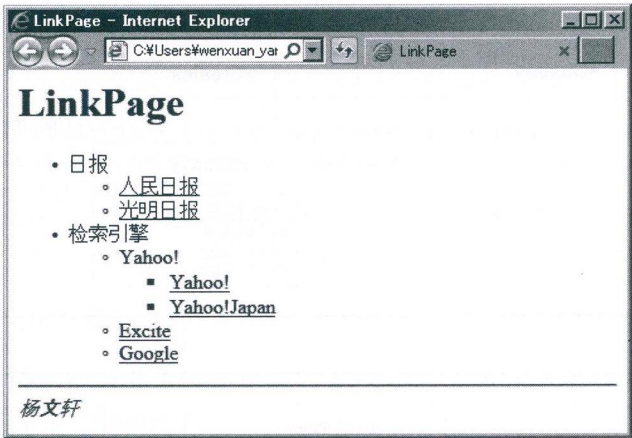 LinkPage - Internet Explorer
C:¥Users¥wenxuan_yar
LinkPage
LinkPage
日报
人民日报
光明日报
检索引擎
Yahoo!
Yahoo!
Yahoo!Japan
Excite
Google
杨文轩